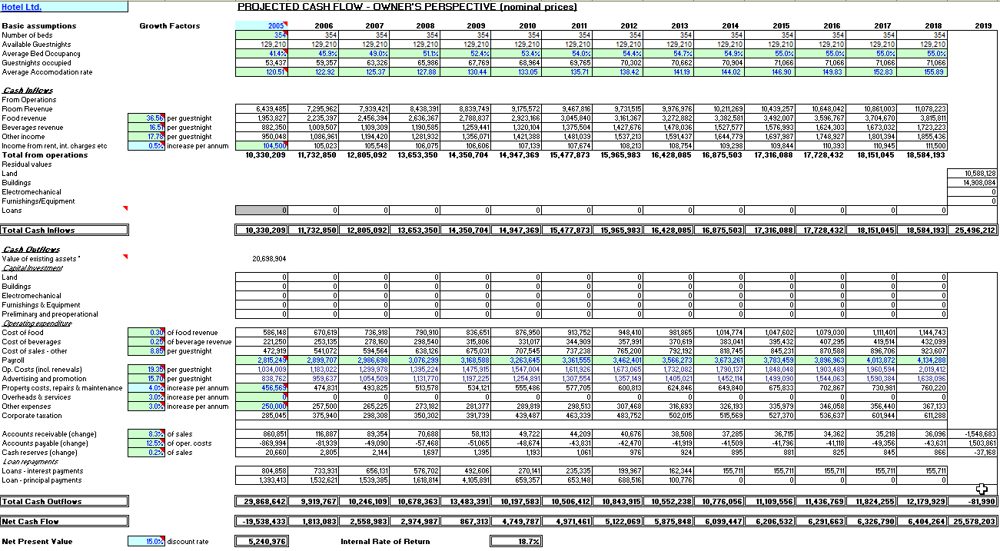 Hotel Ltd. PROJECTED CASH FLOW - OWNER'S PERSPECTIVE (nominal prices)
Basic assumptions Growth Factors 2005 2006 2007 2008 2009 2010 2011 2012 2013 2014 2015 2016 2017 2018 2019
Number of beds 354 354 354 354 354 354 354 354 354 354 354 354 354 354
Available Guestnights 129,210 129,210 129,210 129,210 129,210 129,210 129,210 129,210 129,210 129,210 129,210 129,210 129,210 129,210
Average Bed Occupancy 41.4% 45.9% 49.0% 51.1% 52.4% 53.4% 54.0% 54.4% 54.7% 54.9% 55.0% 55.0% 55.0% 55.0%
Guestnights occupied 53,437 59,357 63,326 65,986 67,769 68,964 69,765 70,302 70,662 70,904 71,066 71,066 71,066 71,066
Average Accomodation rate 120.51 122.92 125.37 127.88 130.44 133.05 135.71 138.42 141.19 144.02 146.90 149.83 152.83 155.89
Cash Inflows
From Operations
Room Revenue 6,439,485 7,295,962 7,939,421 8,438,391 8,839,749 9,175,572 9,467,816 9,731,515 9,976,976 10,211,269 10,439,257 10,648,042 10,861,003 11,078,223
Food revenue 36.56 per guestnight 1,953,827 2,235,397 2,456,394 2,636,367 2,788,837 2,923,166 3,045,840 3,161,367 3,272,882 3,382,581 3,492,007 3,596,767 3,704,670 3,815,811
Beverages revenue 16.51 per guestnight 882,350 1,009,507 1,109,309 1,190,585 1,259,441 1,320,104 1,375,504 1,427,676 1,478,036 1,527,577 1,576,993 1,624,303 1,673,032 1,723,223
Other income 17.78 per guestnight 950,048 1,086,961 1,194,420 1,281,932 1,356,071 1,421,388 1,481,039 1,537,213 1,591,437 1,644,779 1,697,987 1,748,927 1,801,394 1,855,436
Income from rent, int. charges etc 0.5% increase per annum 104,500 105,023 105,548 106,075 106,606 107,139 107,674 108,213 108,754 109,298 109,844 110,393 110,945 111,500
Total from operations 10,330,209 11,732,850 12,805,092 13,653,350 14,350,704 14,947,369 15,477,873 15,965,983 16,428,085 16,875,503 17,316,088 17,728,432 18,151,045 18,584,193
Residual values
Land 10,588,128
Buildings 14,908,084
Electromechanical 0
Furnishings/Equipment 0
Loans 0 0 0 0 0 0 0 0 0 0 0 0 0 0
Total Cash Inflows 10,330,209 11,732,850 12,805,092 13,653,350 14,350,704 14,947,369 15,477,873 15,965,983 16,428,085 16,875,503 17,316,088 17,728,432 18,151,045 18,584,193 25,496,212
Cash Outflows
Value of existing assets * 20,698,904
Capital Investment
Land 0 0 0 0 0 0 0 0 0 0 0 0 0 0
Buildings 0 0 0 0 0 0 0 0 0 0 0 0 0 0
Electromechanical 0 0 0 0 0 0 0 0 0 0 0 0 0 0
Furnishings & Equipment 0 0 0 0 0 0 0 0 0 0 0 0 0 0
Preliminary and preoperational 0 0 0 0 0 0 0 0 0 0 0 0 0 0
Operating expenditure
Cost of food 0.30 of food revenue 586,148 670,619 736,918 790,910 836,651 876,950 913,752 948,410 981,865 1,014,774 1,047,602 1,079,030 1,111,401 1,144,743
Cost of beverages 0.25 of beverage revenue 221,250 253,135 278,160 298,540 315,806 331,017 344,909 357,991 370,619 383,041 395,432 407,295 419,514 432,099
Cost of sales - other 8.85 per guestnight 472,919 541,072 594,564 638,126 675,031 707,545 737,238 765,200 792,192 818,745 845,231 870,588 896,706 923,607
Payroll 2,815,249 2,899,707 2,986,698 3,076,299 3,168,588 3,263,645 3,361,555 3,462,401 3,566,273 3,673,261 3,783,459 3,896,963 4,013,872 4,134,288
Op. Costs (incl. renewals) 19.35 per guestnight 1,034,009 1,183,022 1,299,978 1,395,224 1,475,915 1,547,004 1,611,926 1,673,065 1,732,082 1,790,137 1,848,048 1,903,489 1,960,594 2,019,412
Advertising and promotion 15.70 per guestnight 838,762 959,637 1,054,509 1,131,770 1,197,225 1,254,891 1,307,554 1,357,149 1,405,021 1,452,114 1,499,090 1,544,063 1,590,384 1,638,096
Property costs, repairs & maintenance 4.0% increase per annum 456,569 474,831 493,825 513,578 534,121 555,486 577,705 600,813 624,846 649,840 675,833 702,867 730,981 760,220
Overheads & services 3.0% increase per annum 0 0 0 0 0 0 0 0 0 0 0 0 0 0
Other expenses 3.0% increase per annum 250,000 257,500 265,225 273,182 281,377 289,819 298,513 307,468 316,693 326,193 335,979 346,058 356,440 367,133
Corporate taxation 285,045 375,940 298,308 350,302 391,739 439,487 463,339 483,752 502,015 515,569 527,370 536,637 601,944 611,288
Accounts receivable (change) 8.3% of sales 860,851 116,887 89,354 70,688 58,113 49,722 44,209 40,676 38,508 37,285 36,715 34,362 35,218 36,096 -1,548,683
Accounts payable (change) 12.5% of oper. costs -869,994 -81,939 -49,090 -57,468 -51,065 -48,674 -43,831 -42,470 -41,919 -41,509 -41,796 -41,118 -49,356 -43,631 1,503,861
Cash reserves (change) 0.2% of sales 20,660 2,805 2,144 1,697 1,395 1,193 1,061 976 924 895 881 825 845 866 -37,168
Loan repayments
Loans - interest payments 804,858 733,931 656,131 576,702 492,606 270,141 235,335 199,967 162,344 155,711 155,711 155,711 155,711 155,711
Loan - principal payments 1,393,413 1,532,621 1,539,385 1,618,814 4,105,891 659,357 653,148 688,516 100,776 0 0 0 0 0
Total Cash Outflows 29,868,642 9,919,767 10,246,109 10,678,363 13,483,391 10,197,583 10,506,412 10,843,915 10,552,238 10,776,056 11,109,556 11,436,769 11,824,255 12,179,929 -81,990
Net Cash Flow -19,538,433 1,813,083 2,558,983 2,974,987 867,313 4,749,787 4,971,461 5,122,069 5,875,848 6,099,447 6,206,532 6,291,663 6,326,790 6,404,264 25,578,203
Net Present Value 15.0% discount rate 5,240,976 Internal Rate of Return 18.7%